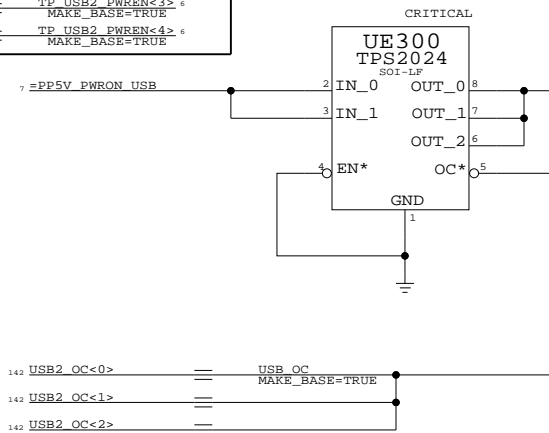 TP_USB2_PWREN<3> 6
MAKE_BASE=TRUE
TP_USB2_PWREN<4> 6
MAKE_BASE=TRUE
CRITICAL
UE300
TPS2024
SOI-LF
7 =PP5V_PWRON_USB
2 IN_0 OUT_0 8
3 IN_1 OUT_1 7
OUT_2 6
4 EN* OC* 5
GND
1
142 USB2_OC<0> USB_OC
MAKE_BASE=TRUE
142 USB2_OC<1>
142 USB2_OC<2>